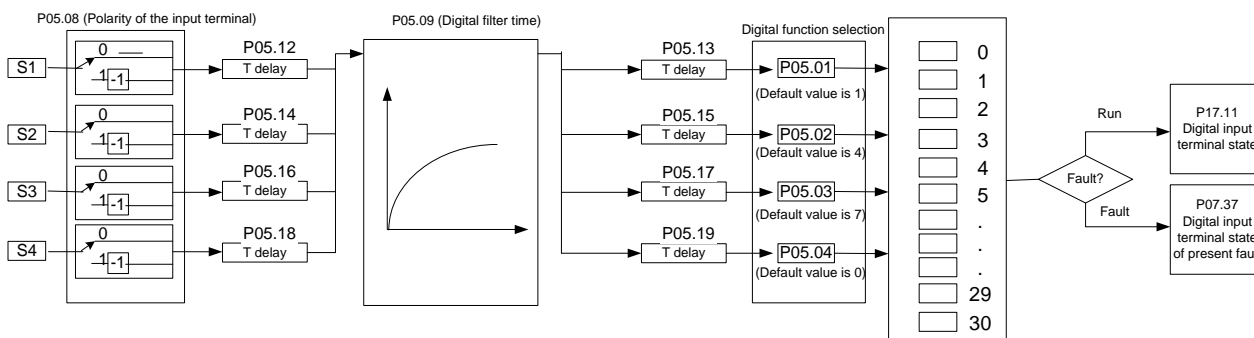 P05.08 (Polarity of the input terminal)
P05.09 (Digital filter time)
Digital function selection
S1
0
1
-1
P05.12
T delay
P05.13
T delay
P05.01
(Default value is 1)
S2
0
1
-1
P05.14
T delay
P05.15
T delay
P05.02
(Default value is 4)
S3
0
1
-1
P05.16
T delay
P05.17
T delay
P05.03
(Default value is 7)
S4
0
1
-1
P05.18
T delay
P05.19
T delay
P05.04
(Default value is 0)
0
1
2
3
4
5
.
.
.
29
30
Fault?
Run
Fault
P17.11
Digital input
terminal state
P07.37
Digital input
terminal state
of present faul